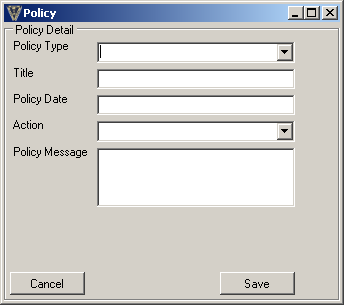 Policy
Policy Detail
Policy Type
Title
Policy Date
Action
Policy Message
Cancel
Save